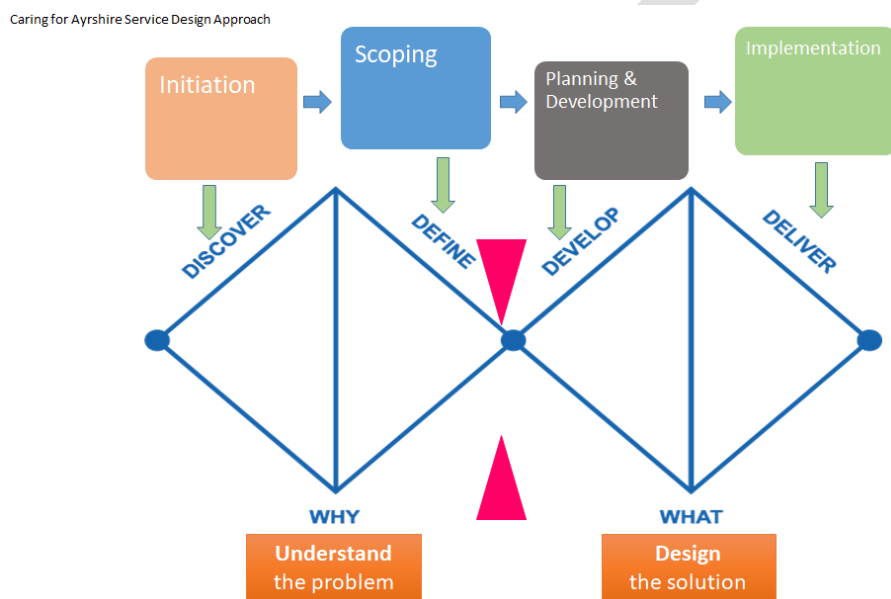 Caring for Ayrshire Service Design Approach
Initiation
Scoping
Planning &
Development
Implementation
DISCOVER
DEFINE
DEVELOP
DELIVER
WHY
WHAT
Understand
the problem
Design
the solution